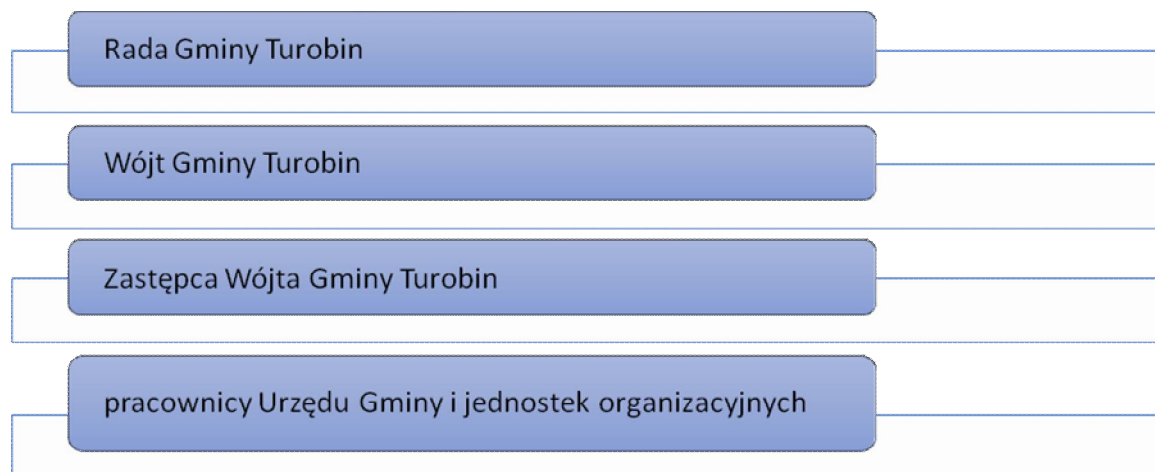 Rada Gminy Turobin
Wójt Gminy Turobin
Zastępca Wójta Gminy Turobin
pracownicy Urzędu Gminy i jednostek organizacyjnych